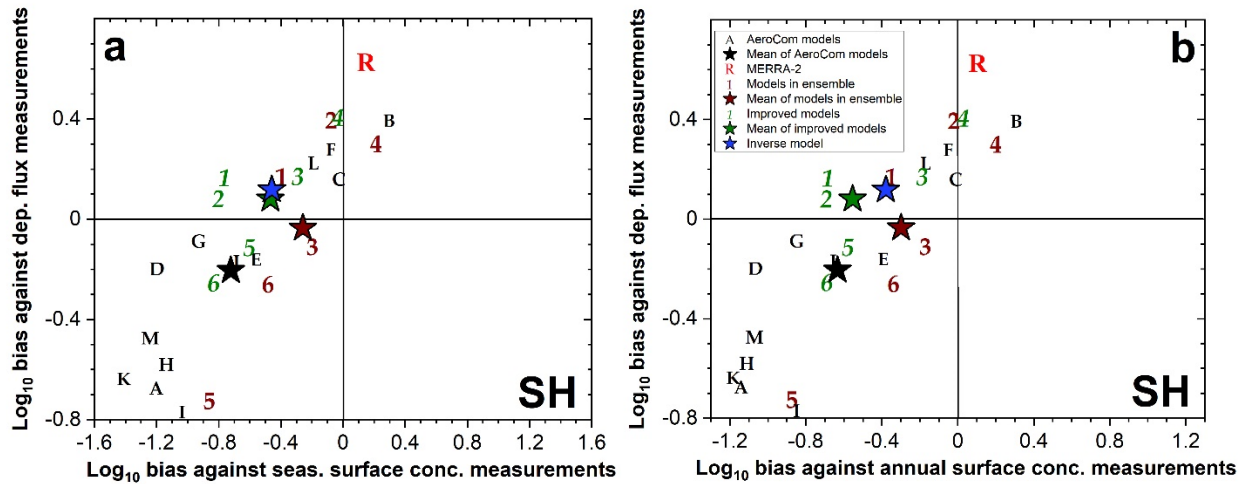 a
R
2 4 B
F 4
L C
1 1 3
2
G 5 3
E
D 6 6
M
K H
A
I 5
SH
0.4
0
-0.4
-0.8
-1.6 -1.2 -0.8 -0.4 0 0.4 0.8 1.2 1.6
Log10 bias against dep. flux measurements
Log10 bias against seas. surface conc. measurements
b
A AeroCom models
Mean of AeroCom models
R MERRA-2
1 Models in ensemble
Mean of models in ensemble
1 Improved models
Mean of improved models
Inverse model
R
2 4 B
F 4
L C
1 1 3
2
G 5 3
E
D 6 6
M
K H
A
5
I
SH
0.4
0
-0.4
-0.8
-1.2 -0.8 -0.4 0 0.4 0.8 1.2
Log10 bias against dep. flux measurements
Log10 bias against annual surface conc. measurements